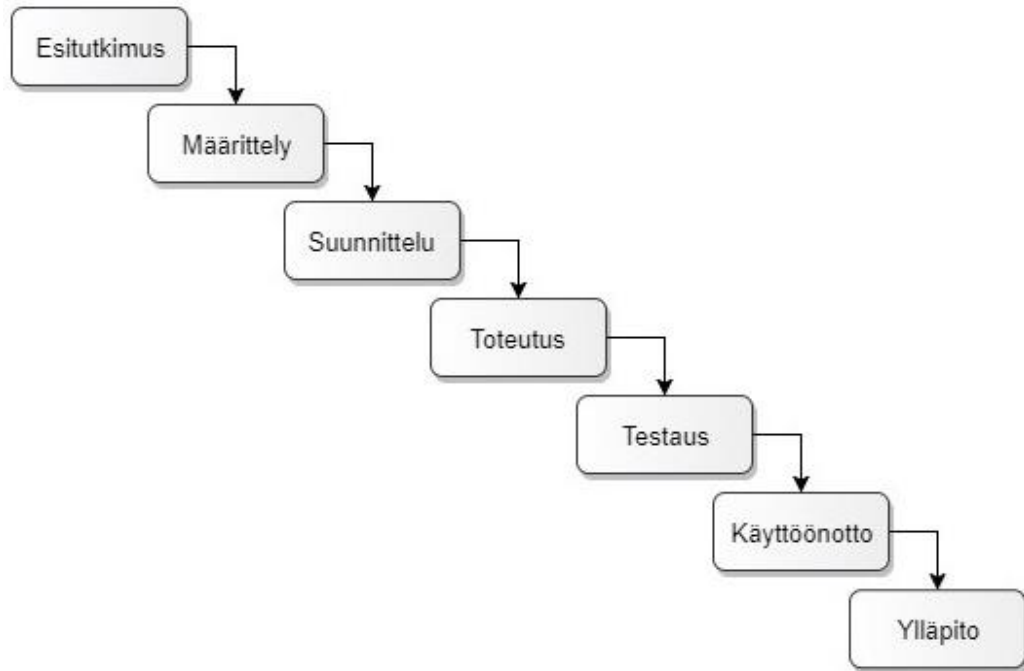 Esitutkimus
Määrittely
Suunnittelu
Toteutus
Testaus
Käyttöönotto
Ylläpito